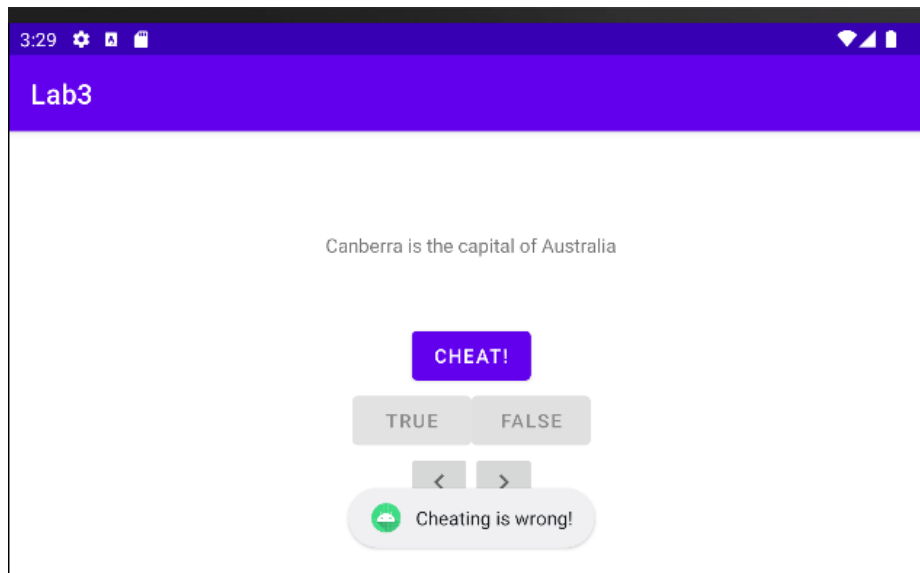 3:29
Lab3
Canberra is the capital of Australia
CHEAT!
TRUE FALSE
< >
Cheating is wrong!